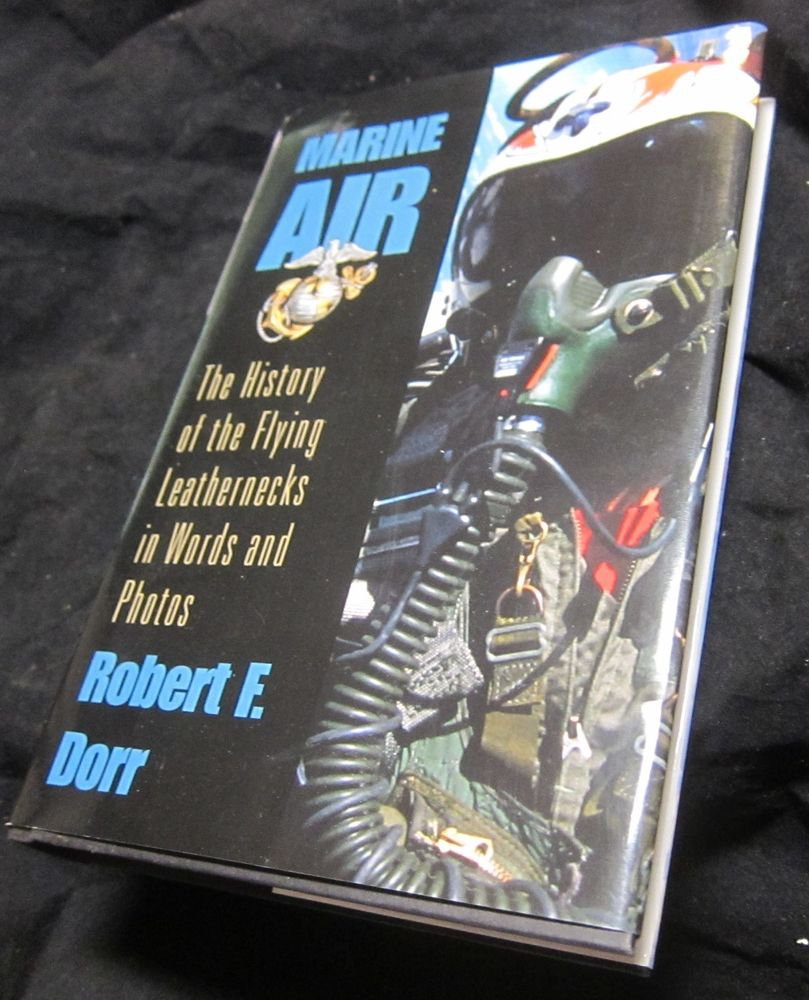 MARINE
AIR
The History
of the Flying
Leathernecks
in Words and
Photos
Robert F.
Dorr